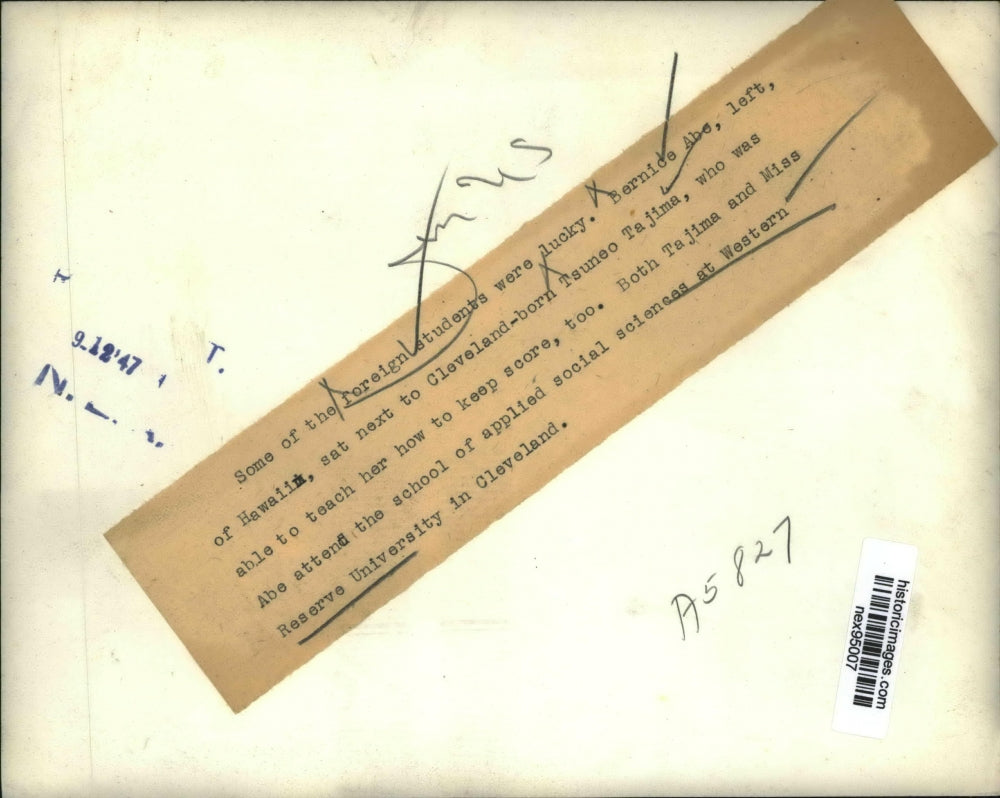 Some of the foreign students were lucky. Bernice Abe, left,
of Hawaii, sat next to Cleveland-born Tsuneo Tajima, who was
able to teach her how to keep score, too. Both Tajima and Miss
Abe attend the school of applied social sciences at Western
Reserve University in Cleveland.
9.12'47
T.
N.
A5827
historicimages.com
nex95007